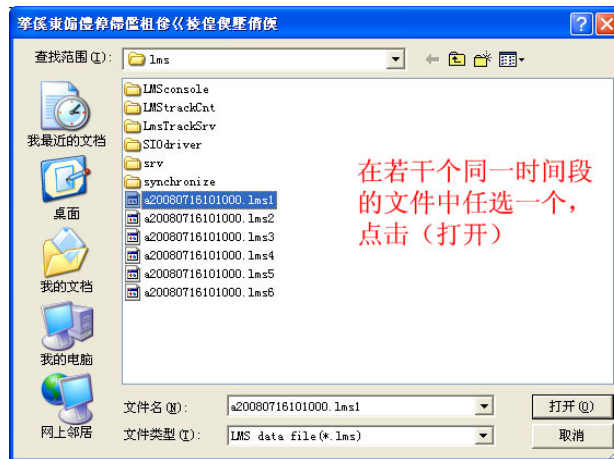 查找范围(I):
lms
LMSconsole
LMStrackCnt
LmsTrackSrv
SIOdriver
srv
synchronize
a20080716101000.lms1
a20080716101000.lms2
a20080716101000.lms3
a20080716101000.lms4
a20080716101000.lms5
a20080716101000.lms6
我最近的文档
桌面
我的文档
我的电脑
网上邻居
在若干个同一时间段
的文件中任选一个，
点击（打开）
文件名(N):
a20080716101000.lms1
打开(O)
文件类型(T):
LMS data file(*.lms)
取消